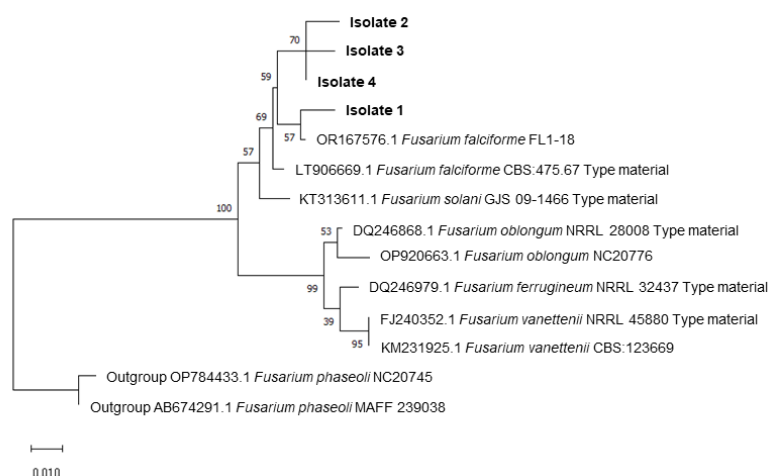 Isolate 2
70
Isolate 3
59
Isolate 4
69
Isolate 1
57
OR167576.1 Fusarium falciforme FL1-18
57
LT906669.1 Fusarium falciforme CBS:475.67 Type material
KT313611.1 Fusarium solani GJS 09-1466 Type material
100
53
DQ246868.1 Fusarium oblongum NRRL 28008 Type material
OP920663.1 Fusarium oblongum NC20776
99
DQ246979.1 Fusarium ferrugineum NRRL 32437 Type material
39
FJ240352.1 Fusarium vanettenii NRRL 45880 Type material
95
KM231925.1 Fusarium vanettenii CBS:123669
Outgroup OP784433.1 Fusarium phaseoli NC20745
Outgroup AB674291.1 Fusarium phaseoli MAFF 239038
0.010